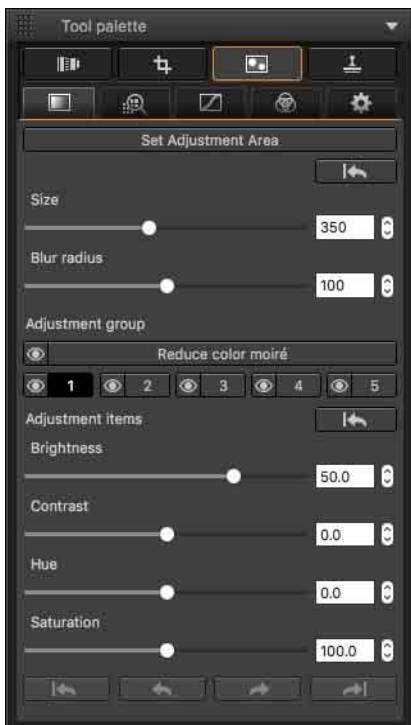 Tool palette
Set Adjustment Area
Size
350
Blur radius
100
Adjustment group
Reduce color moiré
1 2 3 4 5
Adjustment items
Brightness
50.0
Contrast
0.0
Hue
0.0
Saturation
100.0